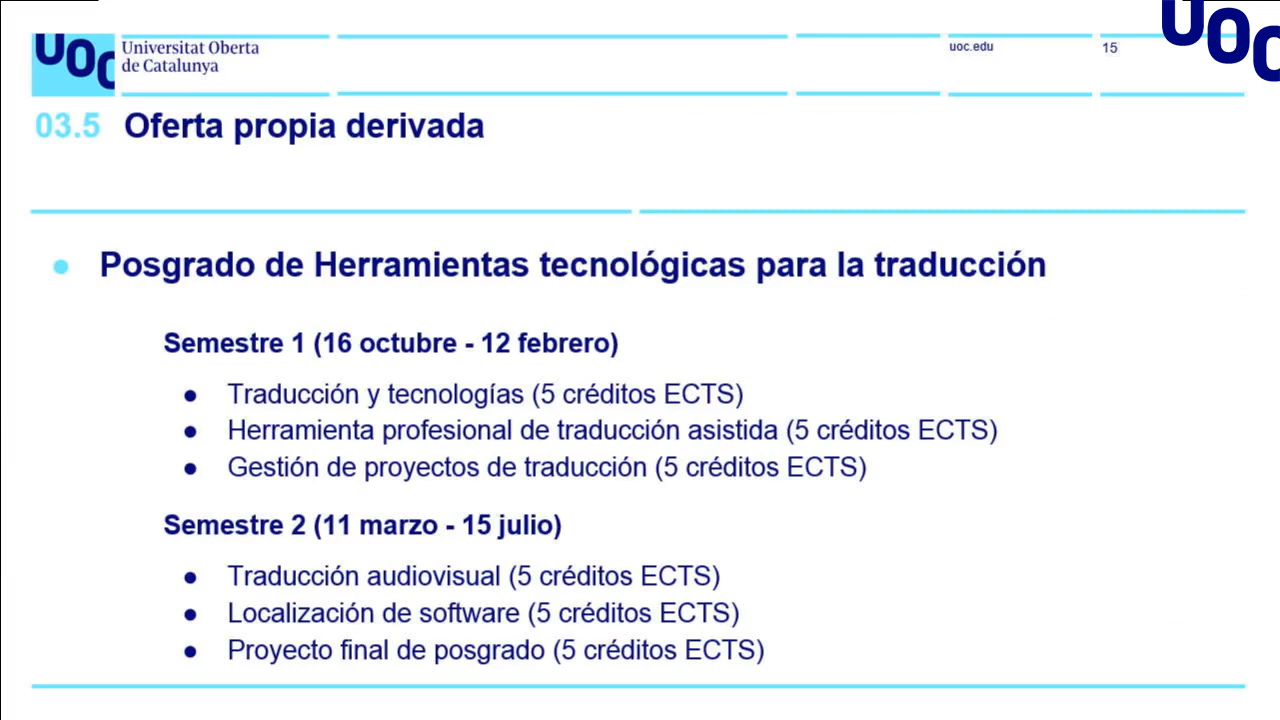 UOC
Universitat Oberta
de Catalunya
uoc.edu
15
UOC
03.5 Oferta propia derivada
● Posgrado de Herramientas tecnológicas para la traducción
Semestre 1 (16 octubre - 12 febrero)
● Traducción y tecnologías (5 créditos ECTS)
● Herramienta profesional de traducción asistida (5 créditos ECTS)
● Gestión de proyectos de traducción (5 créditos ECTS)
Semestre 2 (11 marzo - 15 julio)
● Traducción audiovisual (5 créditos ECTS)
● Localización de software (5 créditos ECTS)
● Proyecto final de posgrado (5 créditos ECTS)